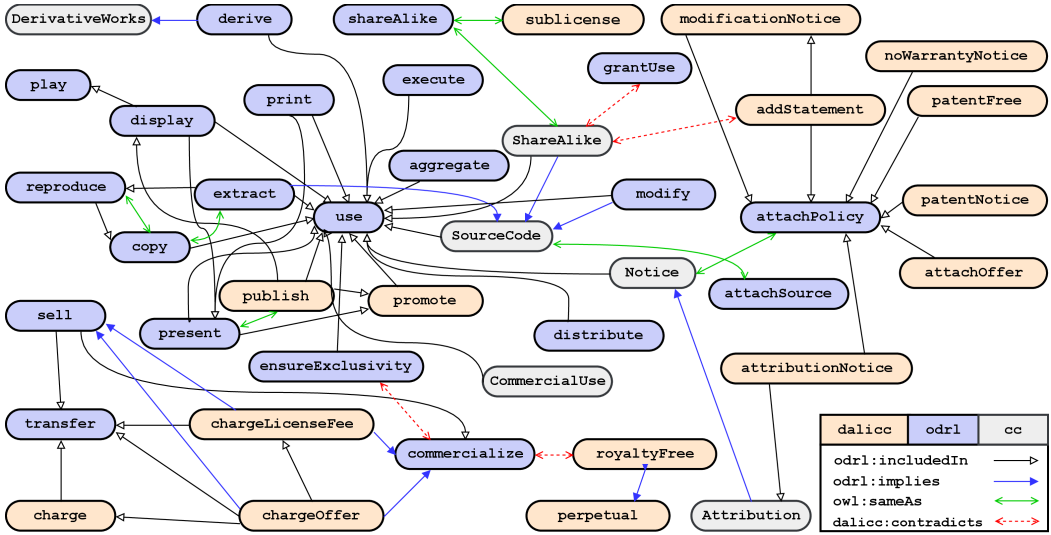 DerivativeWorks
derive
shareAlike
sublicense
modificationNotice
noWarrantyNotice
play
print
execute
grantUse
patentFree
display
addStatement
ShareAlike
aggregate
reproduce
extract
modify
patentNotice
use
attachPolicy
copy
SourceCode
Notice
attachOffer
publish
promote
attachSource
sell
present
distribute
ensureExclusivity
CommercialUse
attributionNotice
transfer
chargeLicenseFee
commercialize
royaltyFree
charge
chargeOffer
perpetual
Attribution
dalicc odrl cc
odrl:includedIn
odrl:implies
owl:sameAs
dalicc:contradicts